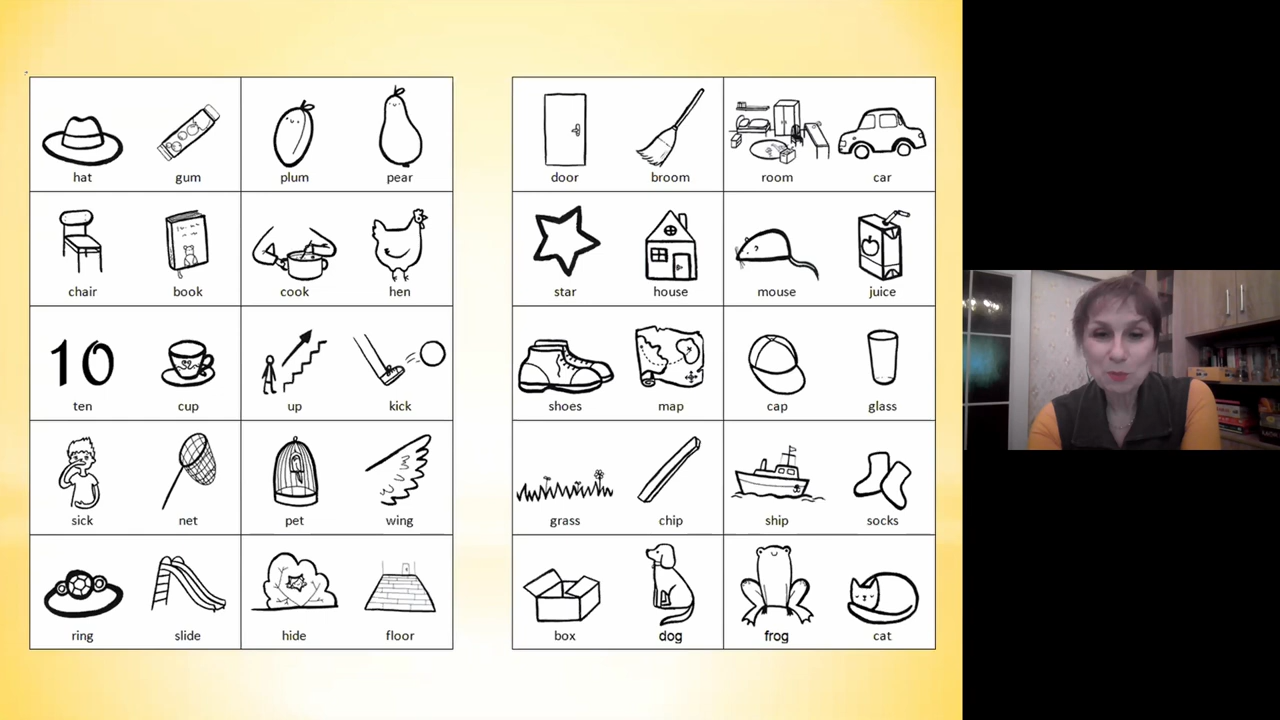 hat gum plum pear
chair book cook hen
10
ten cup up kick
sick net pet wing
ring slide hide floor
door broom room car
star house mouse juice
shoes map cap glass
grass chip ship socks
box dog frog cat